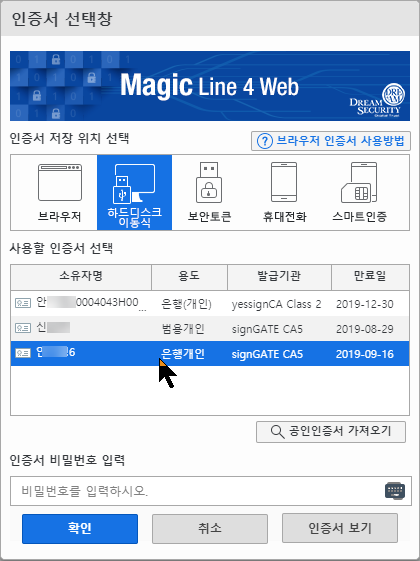 인증서 선택창
Magic Line 4 Web
DREAM SECURITY
인증서 저장 위치 선택
? 브라우저 인증서 사용방법
브라우저 하드디스크 이동식 보안토큰 휴대전화 스마트인증
사용할 인증서 선택
소유자명 용도 발급기관 만료일
안 0004043H00... 은행(개인) yessignCA Class 2 2019-12-30
신 범용개인 signGATE CA5 2019-08-29
6 은행개인 signGATE CA5 2019-09-16
공인인증서 가져오기
인증서 비밀번호 입력
비밀번호를 입력하시오.
확인 취소 인증서 보기